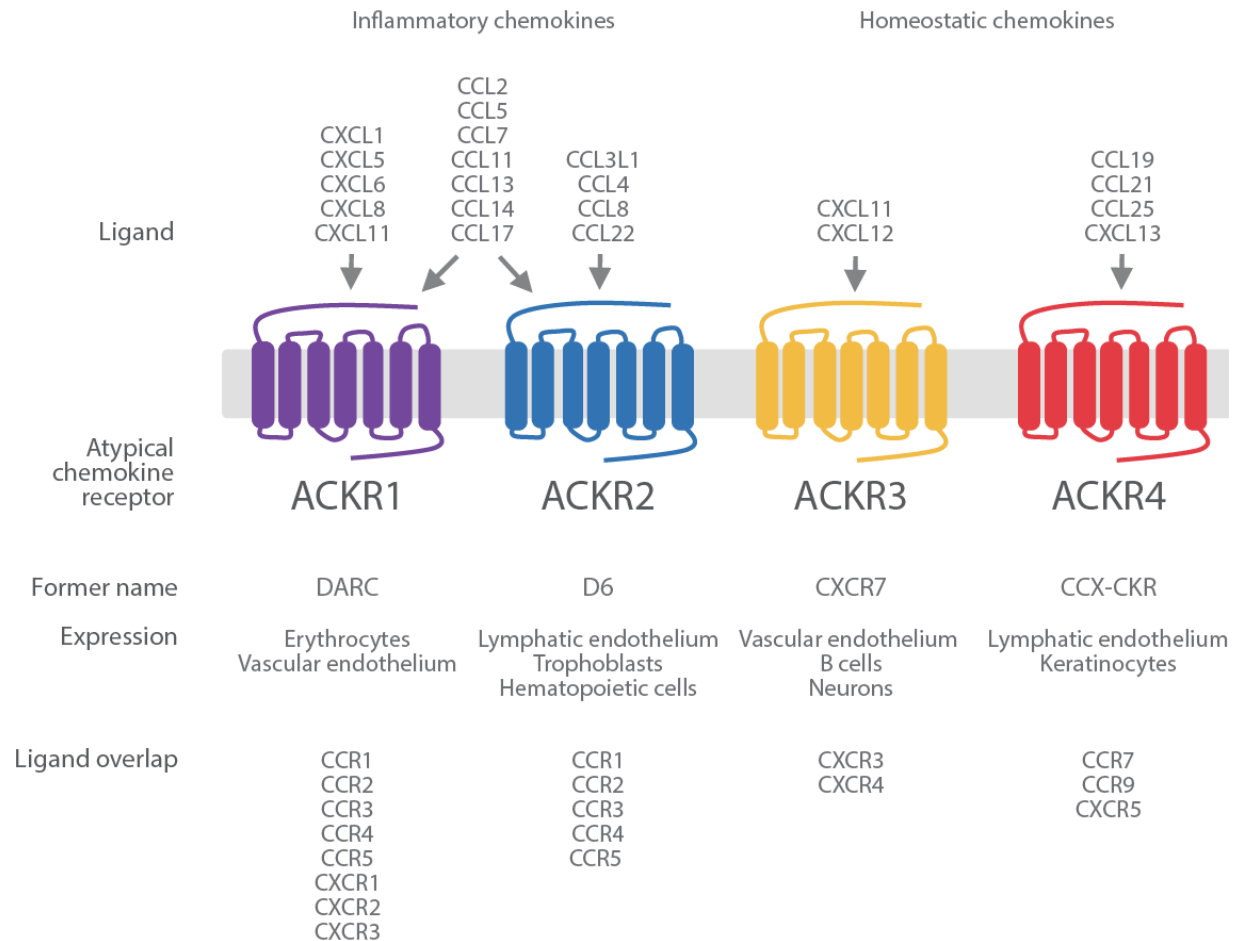 Inflammatory chemokines
Homeostatic chemokines
Ligand
CXCL1
CXCL5
CXCL6
CXCL8
CXCL11
CCL2
CCL5
CCL7
CCL11
CCL13
CCL14
CCL17
CCL3L1
CCL4
CCL8
CCL22
CXCL11
CXCL12
CCL19
CCL21
CCL25
CXCL13
Atypical
chemokine
receptor
ACKR1
ACKR2
ACKR3
ACKR4
Former name
DARC
D6
CXCR7
CCX-CKR
Expression
Erythrocytes
Vascular endothelium
Lymphatic endothelium
Trophoblasts
Hematopoietic cells
Vascular endothelium
B cells
Neurons
Lymphatic endothelium
Keratinocytes
Ligand overlap
CCR1
CCR2
CCR3
CCR4
CCR5
CXCR1
CXCR2
CXCR3
CCR1
CCR2
CCR3
CCR4
CCR5
CXCR3
CXCR4
CCR7
CCR9
CXCR5